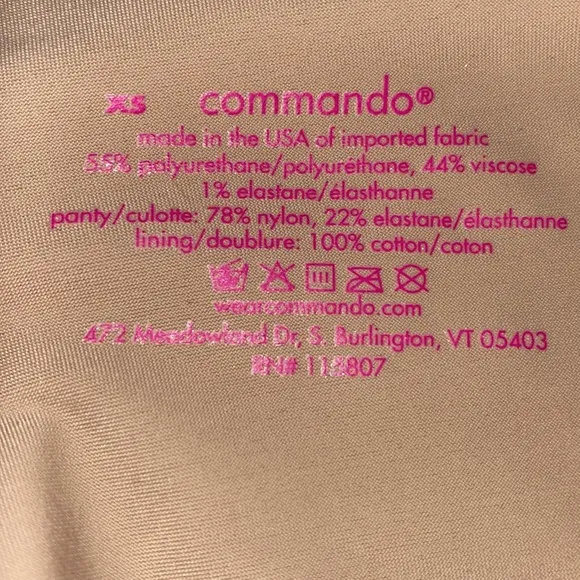 xs commando®
made in the USA of imported fabric
55% polyurethane/polyuréthane, 44% viscose
1% elastane/élasthanne
panty/culotte: 78% nylon, 22% elastane/élasthanne
lining/doublure: 100% cotton/coton
wearcommando.com
472 Meadowland Dr, S. Burlington, VT 05403
RN#